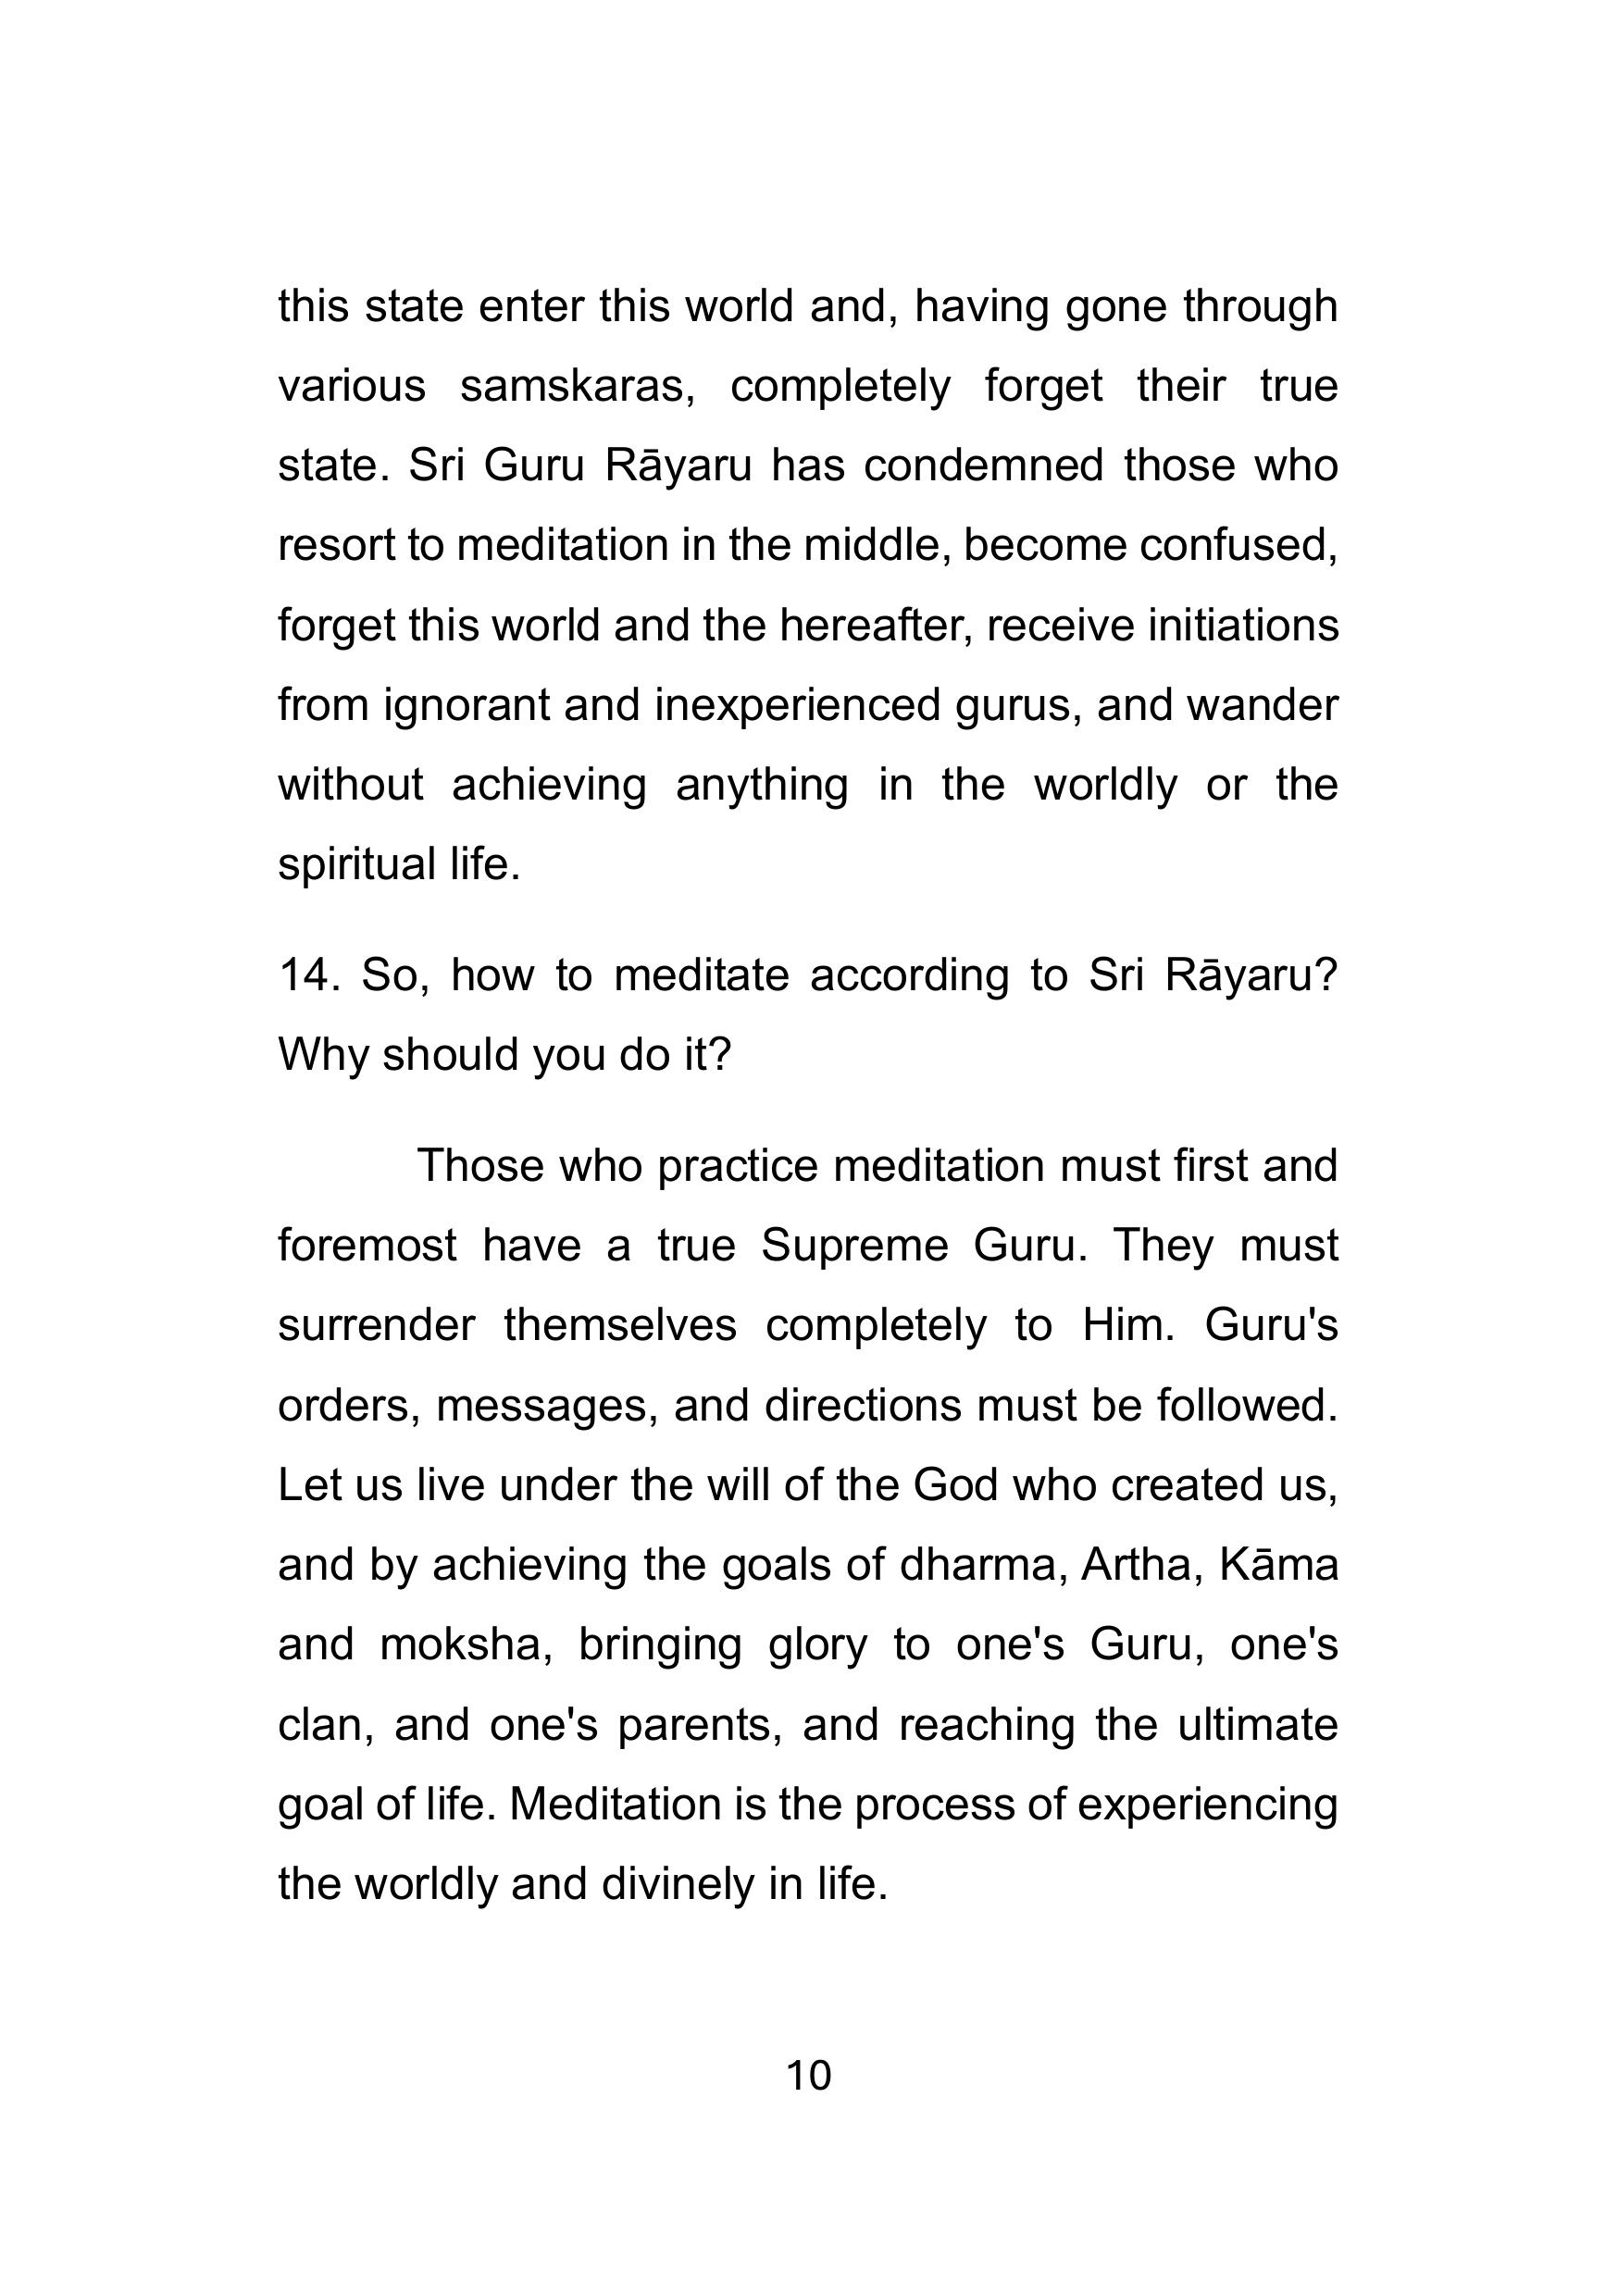 this state enter this world and, having gone through
various samskaras, completely forget their true
state. Sri Guru Rāyaru has condemned those who
resort to meditation in the middle, become confused,
forget this world and the hereafter, receive initiations
from ignorant and inexperienced gurus, and wander
without achieving anything in the worldly or the
spiritual life.
14. So, how to meditate according to Sri Rāyaru?
Why should you do it?
Those who practice meditation must first and
foremost have a true Supreme Guru. They must
surrender themselves completely to Him. Guru's
orders, messages, and directions must be followed.
Let us live under the will of the God who created us,
and by achieving the goals of dharma, Artha, Kāma
and moksha, bringing glory to one's Guru, one's
clan, and one's parents, and reaching the ultimate
goal of life. Meditation is the process of experiencing
the worldly and divinely in life.
10